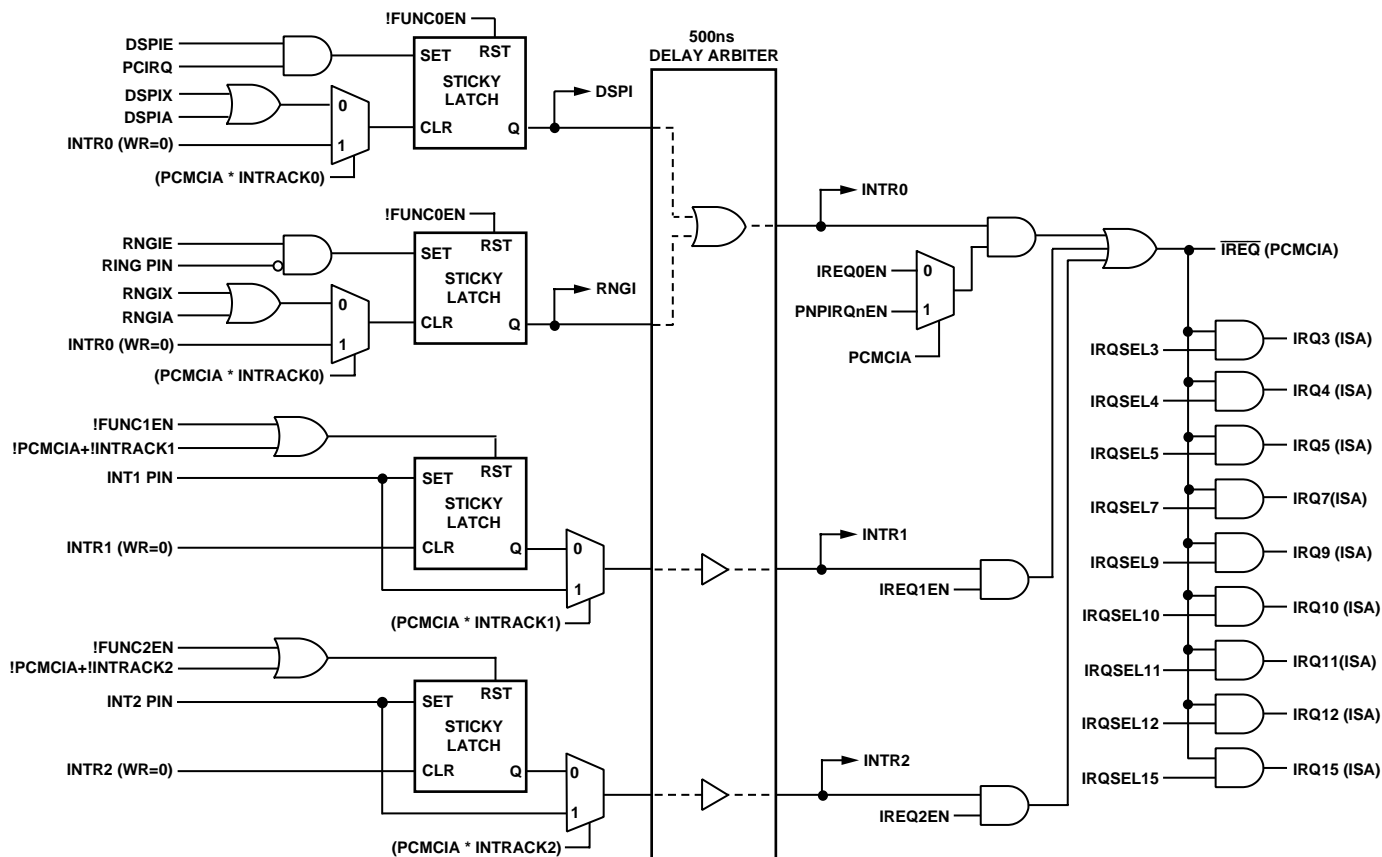 !FUNC0EN
DSPIE
PCIRQ
SET
RST
STICKY
LATCH
CLR
Q
DSPIX
DSPIA
0
1
INTR0 (WR=0)
(PCMCIA * INTRACK0)
DSPI
500ns
DELAY ARBITER
!FUNC0EN
RNGIE
RING PIN
SET
RST
STICKY
LATCH
CLR
Q
RNGIX
RNGIA
0
1
INTR0 (WR=0)
(PCMCIA * INTRACK0)
RNGI
INTR0
IREQ0EN
0
PNPIRQnEN
1
PCMCIA
!FUNC1EN
!PCMCIA+!INTRACK1
INT1 PIN
SET
RST
STICKY
LATCH
INTR1 (WR=0)
CLR
Q
0
1
(PCMCIA * INTRACK1)
INTR1
IREQ1EN
!FUNC2EN
!PCMCIA+!INTRACK2
INT2 PIN
SET
RST
STICKY
LATCH
INTR2 (WR=0)
CLR
Q
0
1
(PCMCIA * INTRACK2)
INTR2
IREQ2EN
IREQ (PCMCIA)
IRQSEL3
IRQ3 (ISA)
IRQSEL4
IRQ4 (ISA)
IRQSEL5
IRQ5 (ISA)
IRQSEL7
IRQ7(ISA)
IRQSEL9
IRQ9 (ISA)
IRQSEL10
IRQ10 (ISA)
IRQSEL11
IRQ11(ISA)
IRQSEL12
IRQ12 (ISA)
IRQSEL15
IRQ15 (ISA)